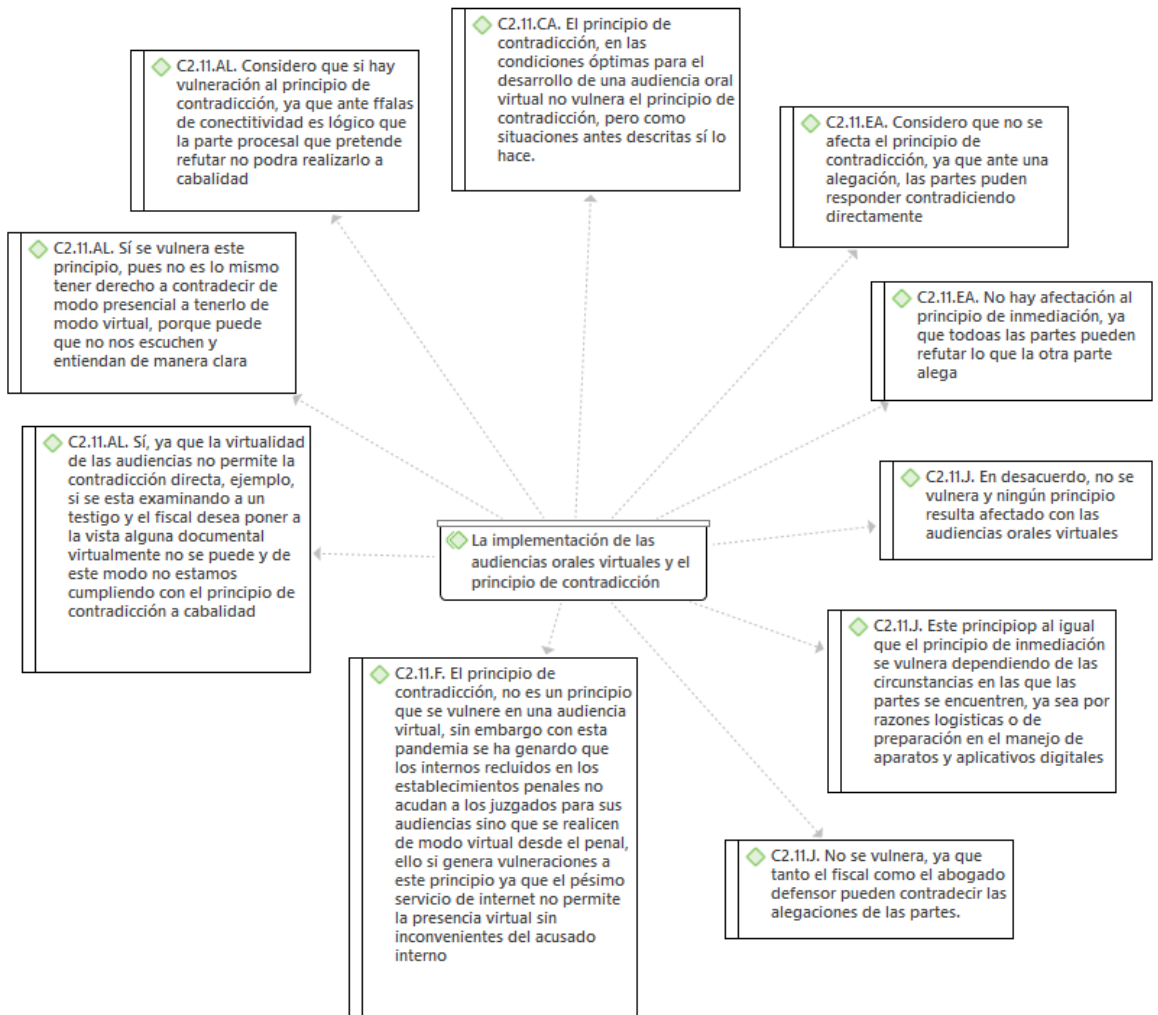 C2.11.CA. El principio de
contradicción, en las
condiciones óptimas para el
desarrollo de una audiencia oral
virtual no vulnera el principio de
contradicción, pero como
situaciones antes descritas sí lo
hace.
C2.11.AL. Considero que si hay
vulneración al principio de
contradicción, ya que ante ffalas
de conectitividad es lógico que
la parte procesal que pretende
refutar no podra realizarlo a
cabalidad
C2.11.EA. Considero que no se
afecta el principio de
contradicción, ya que ante una
alegación, las partes puden
responder contradiciendo
directamente
C2.11.AL. Sí se vulnera este
principio, pues no es lo mismo
tener derecho a contradecir de
modo presencial a tenerlo de
modo virtual, porque puede
que no nos escuchen y
entiendan de manera clara
C2.11.EA. No hay afectación al
principio de inmediación, ya
que todoas las partes pueden
refutar lo que la otra parte
alega
C2.11.AL. Sí, ya que la virtualidad
de las audiencias no permite la
contradicción directa, ejemplo,
si se esta examinando a un
testigo y el fiscal desea poner a
la vista alguna documental
virtualmente no se puede y de
este modo no estamos
cumpliendo con el principio de
contradicción a cabalidad
C2.11.J. En desacuerdo, no se
vulnera y ningún principio
resulta afectado con las
audiencias orales virtuales
La implementación de las
audiencias orales virtuales y el
principio de contradicción
C2.11.J. Este principiop al igual
que el principio de inmediación
se vulnera dependiendo de las
circunstancias en las que las
partes se encuentren, ya sea por
razones logisticas o de
preparación en el manejo de
aparatos y aplicativos digitales
C2.11.F. El principio de
contradicción, no es un principio
que se vulnere en una audiencia
virtual, sin embargo con esta
pandemia se ha genardo que
los internos recluidos en los
establecimientos penales no
acudan a los juzgados para sus
audiencias sino que se realicen
de modo virtual desde el penal,
ello si genera vulneraciones a
este principio ya que el pésimo
servicio de internet no permite
la presencia virtual sin
inconvenientes del acusado
interno
C2.11.J. No se vulnera, ya que
tanto el fiscal como el abogado
defensor pueden contradecir las
alegaciones de las partes.